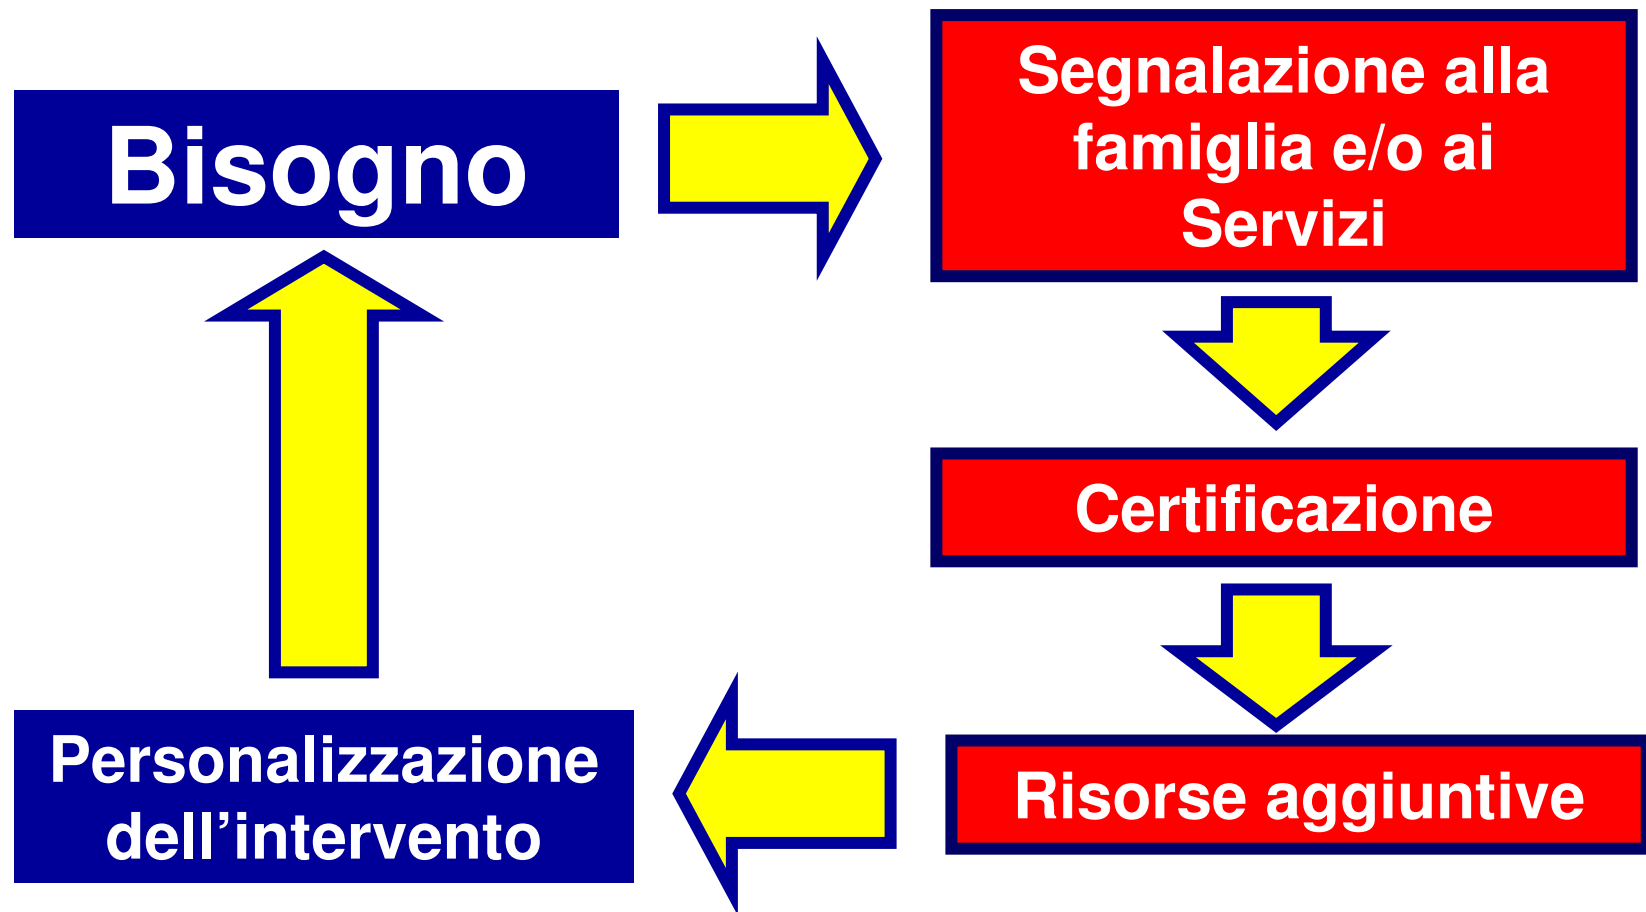 Bisogno
Segnalazione alla
famiglia e/o ai
Servizi
Certificazione
Risorse aggiuntive
Personalizzazione
dell’intervento